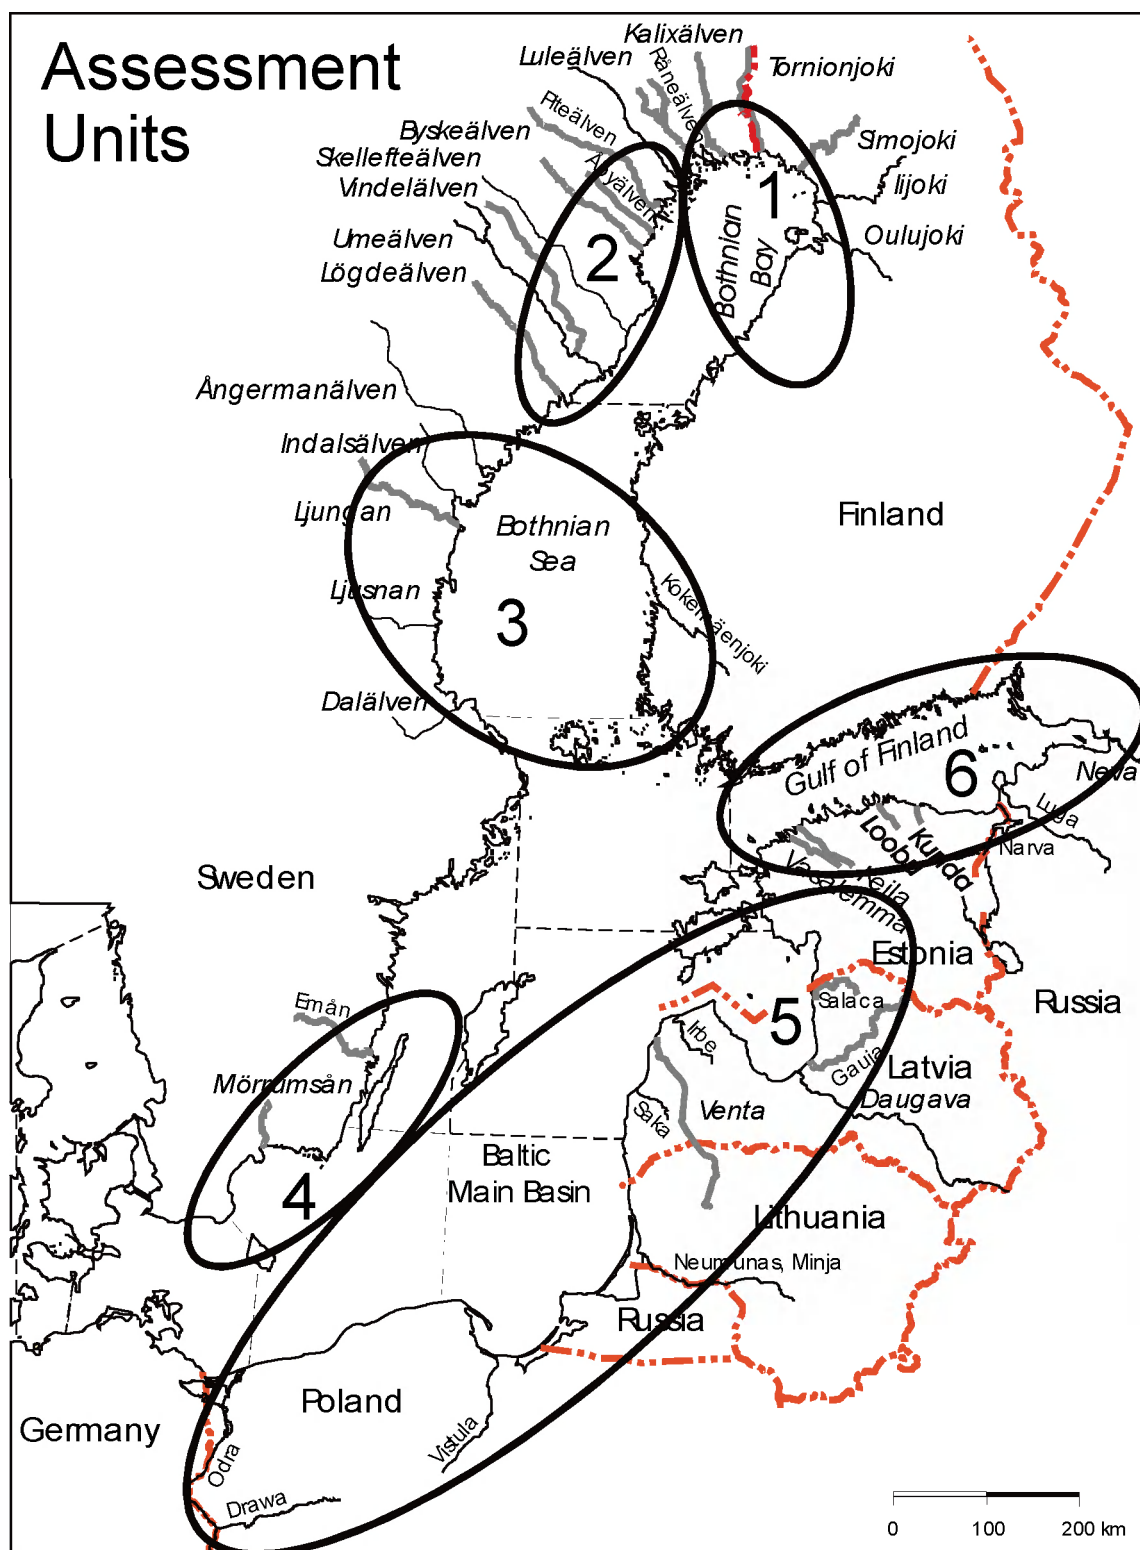 Assessment
Units
Kalixälven
Luleälven
Råneälven
Tornionjoki
Piteälven
Byskeälven
Åbyälven
Simojoki
Skellefteälven
Vindelälven
1
Iijoki
Umeälven
2
Oulujoki
Lögdeälven
Bothnian
Bay
Ångermanälven
Indalsälven
Ljungan
Bothnian
Sea
Finland
Ljusnan
3
Kokemäenjoki
Dalälven
Gulf of Finland
6
Neva
Luga
Loobu
Kunda
Narva
Sweden
Vasalemma
Keila
Estonia
Emån
5
Salaca
Russia
Irbe
Mörrumsån
Gauja
Latvia
Saka
Venta
Daugava
Baltic
Main Basin
4
Lithuania
Neumunas, Minja
Russia
Poland
Germany
Vistula
Odra
Drawa
0 100 200 km